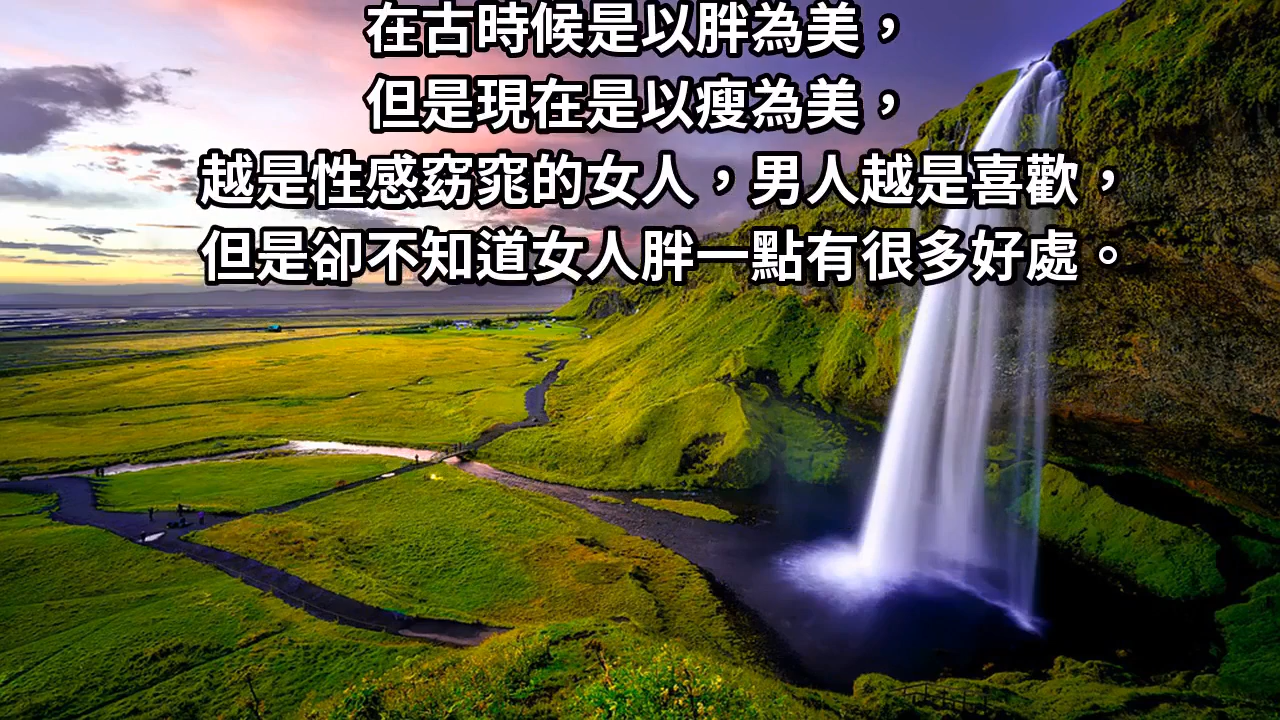 在古時候是以胖為美，
但是現在是以瘦為美，
越是性感窈窕的女人，男人越是喜歡，
但是卻不知道女人胖一點有很多好處。